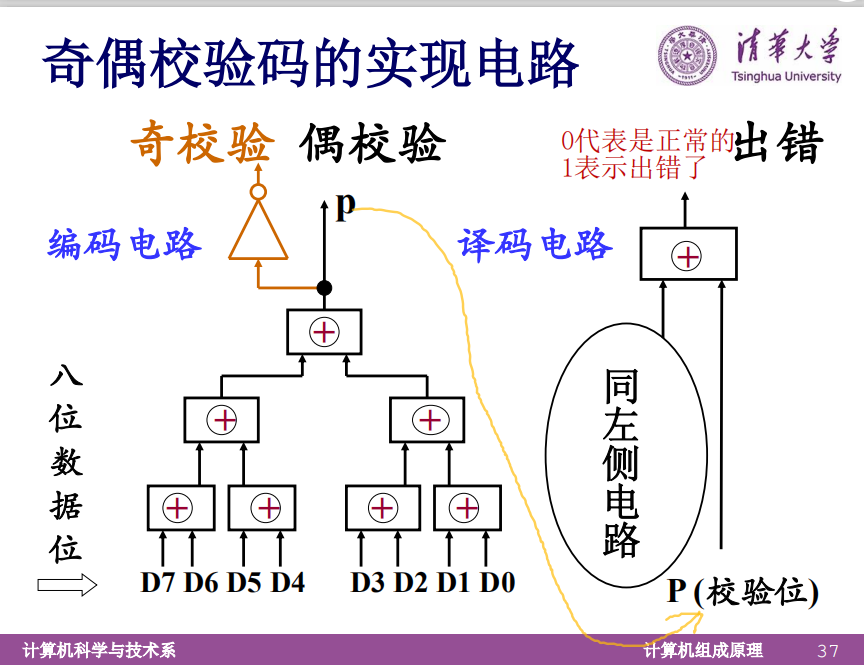 奇偶校验码的实现电路
清華大学
Tsinghua University
奇校验 偶校验
0代表是正常的
1表示出错了
出错
p
编码电路
译码电路
八位数据位
同左侧电路
D7 D6 D5 D4 D3 D2 D1 D0
P (校验位)
计算机科学与技术系
计算机组成原理
37